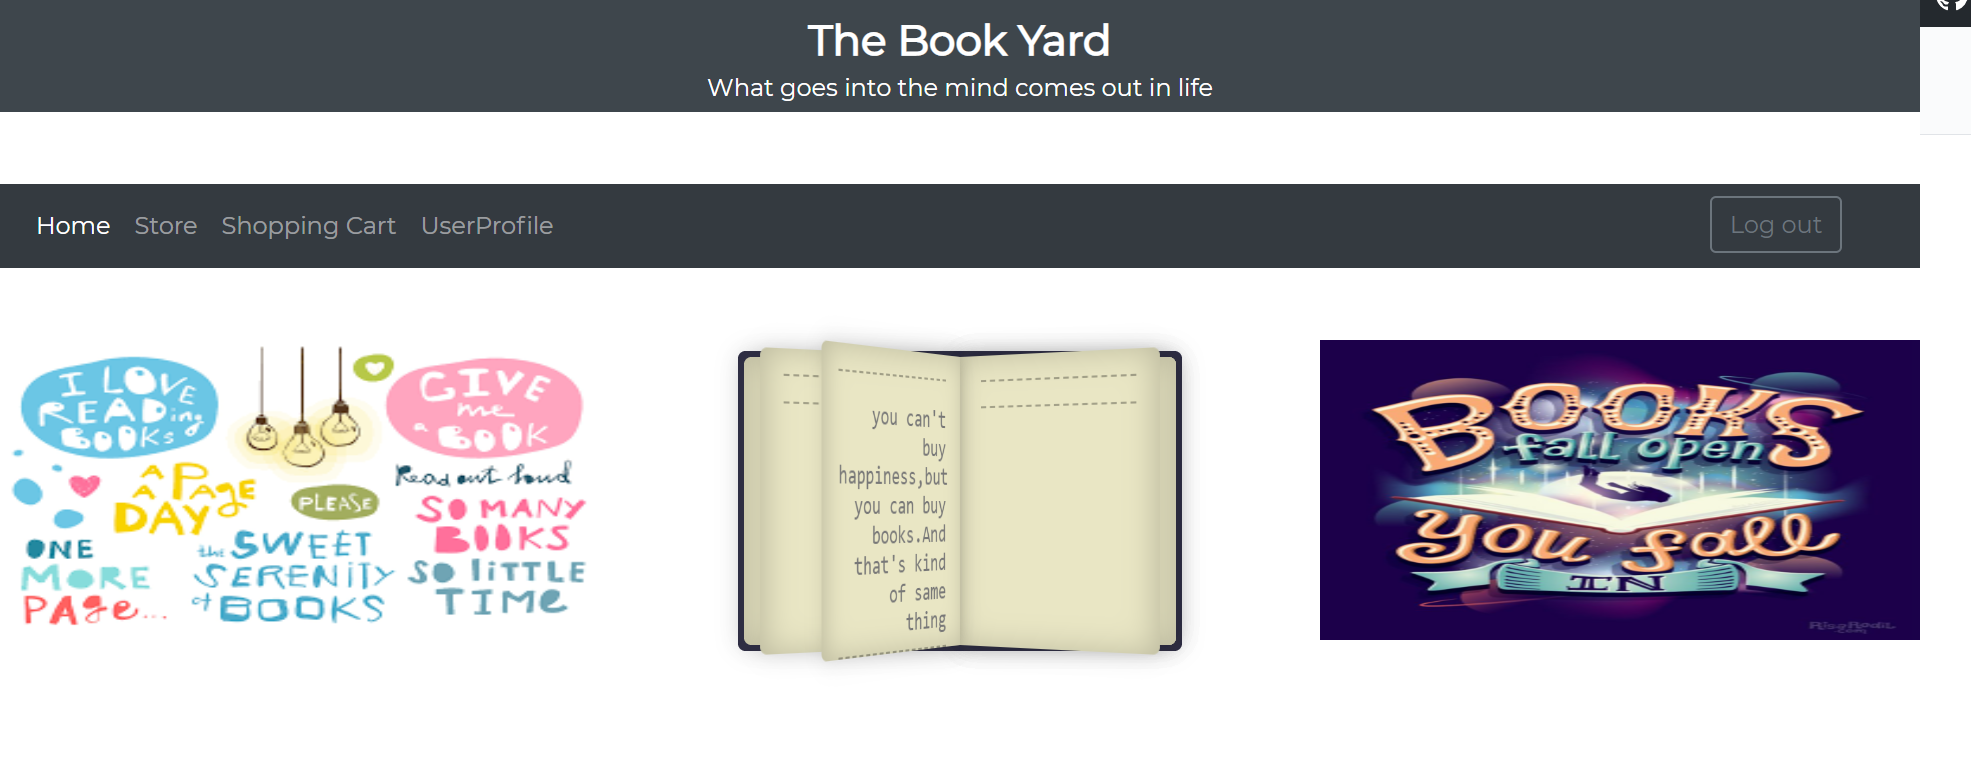 The Book Yard
What goes into the mind comes out in life
Home Store Shopping Cart UserProfile Log out
I LOVE
READing
BOOKS
GIVE
me
a BOOK
A PAGE
A
DAY
PLEASE
Read out loud
SO MANY
BOOKS
SO liTTLE
TIMe
ONE
MORE
PAge...
the SWEET
SERENiTY
of BOOKS
you can't
buy
happiness,but
you can buy
books.And
that's kind
of same
thing
BOOKS
fall open
You fall
IN